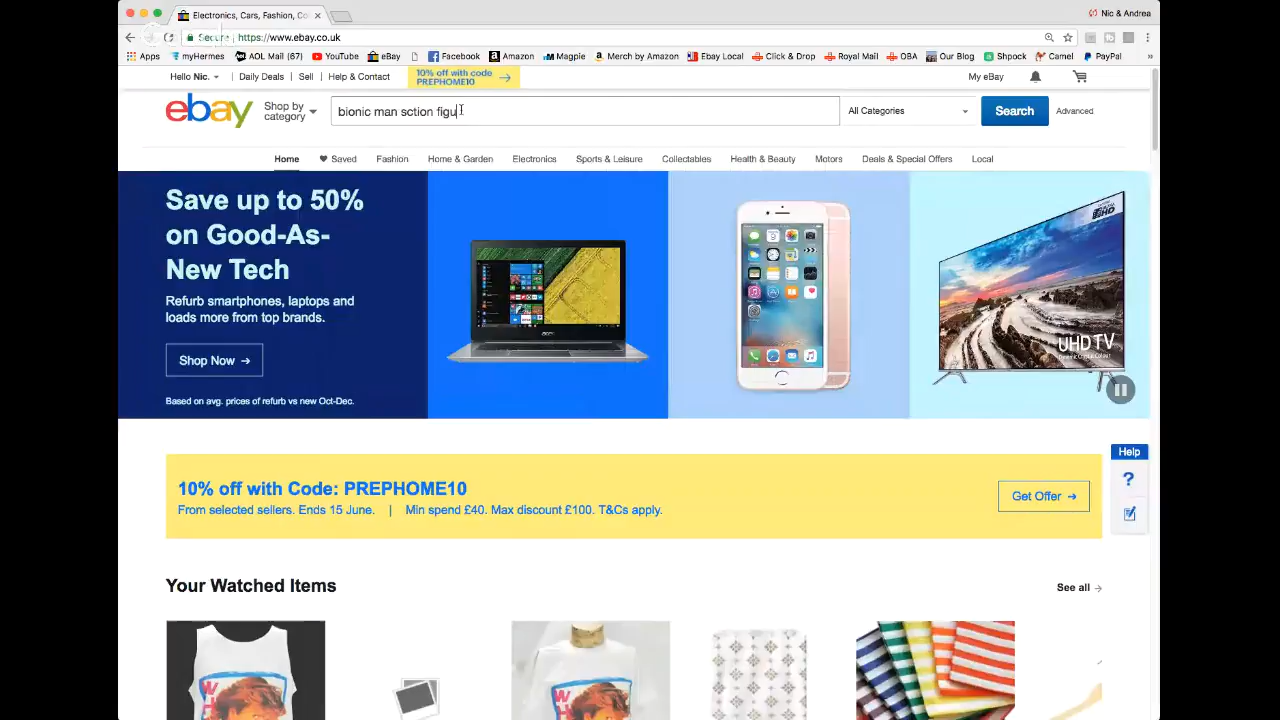 Electronics, Cars, Fashion, Co
Nic & Andrea
Secure https://www.ebay.co.uk
Apps myHermes AOL Mail (67) YouTube eBay Facebook Amazon Magpie Merch by Amazon Ebay Local Royal Mail OBA Our Blog Shpock Camel PayPal »
Hello Nic. Daily Deals Sell Help & Contact 10% off with code My eBay
PREPHOME10
ebay Shop by category bionic man sction figu All Categories Search Advanced
Home Saved Fashion Home & Garden Electronics Sports & Leisure Collectables Health & Beauty Motors Deals & Special Offers Local
Save up to 50%
on Good-As-
New Tech
Refurb smartphones, laptops and
loads more from top brands.
Shop Now →
Based on avg. prices of refurb vs new Oct-Dec.
acer
UHD
UHD TV
Help
?
10% off with Code: PREPHOME10
From selected sellers. Ends 15 June. | Min spend £40. Max discount £100. T&Cs apply.
Get Offer →
Your Watched Items
See all →